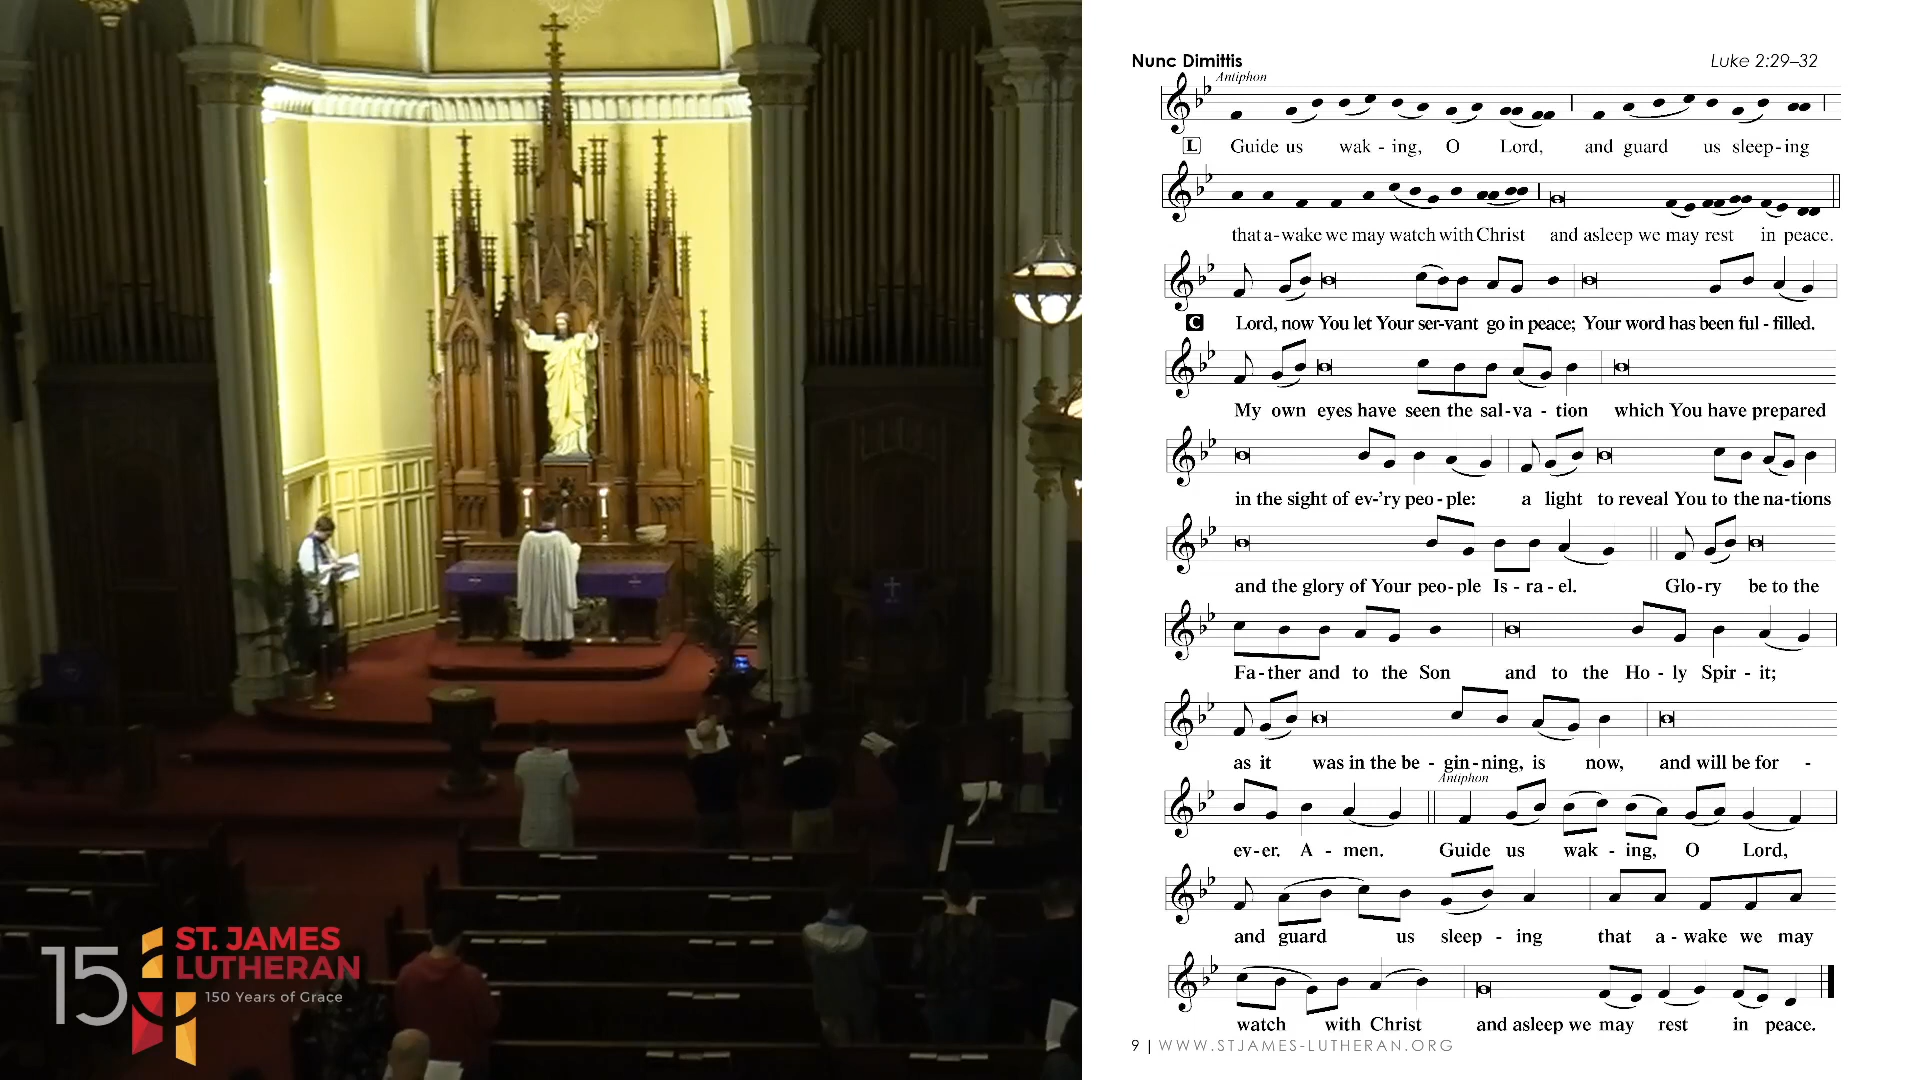 Nunc Dimittis
Luke 2:29–32
Antiphon
L Guide us wak - ing, O Lord, and guard us sleep - ing
that a - wake we may watch with Christ and asleep we may rest in peace.
C Lord, now You let Your ser-vant go in peace; Your word has been ful - filled.
My own eyes have seen the sal - va - tion which You have prepared
in the sight of ev-'ry peo - ple: a light to reveal You to the na - tions
and the glory of Your peo - ple Is - ra - el. Glo - ry be to the
Fa - ther and to the Son and to the Ho - ly Spir - it;
as it was in the be - gin - ning, is now, and will be for -
Antiphon
ev - er. A - men. Guide us wak - ing, O Lord,
and guard us sleep - ing that a - wake we may
watch with Christ and asleep we may rest in peace.
9 | WWW.STJAMES-LUTHERAN.ORG
150
ST. JAMES
LUTHERAN
150 Years of Grace